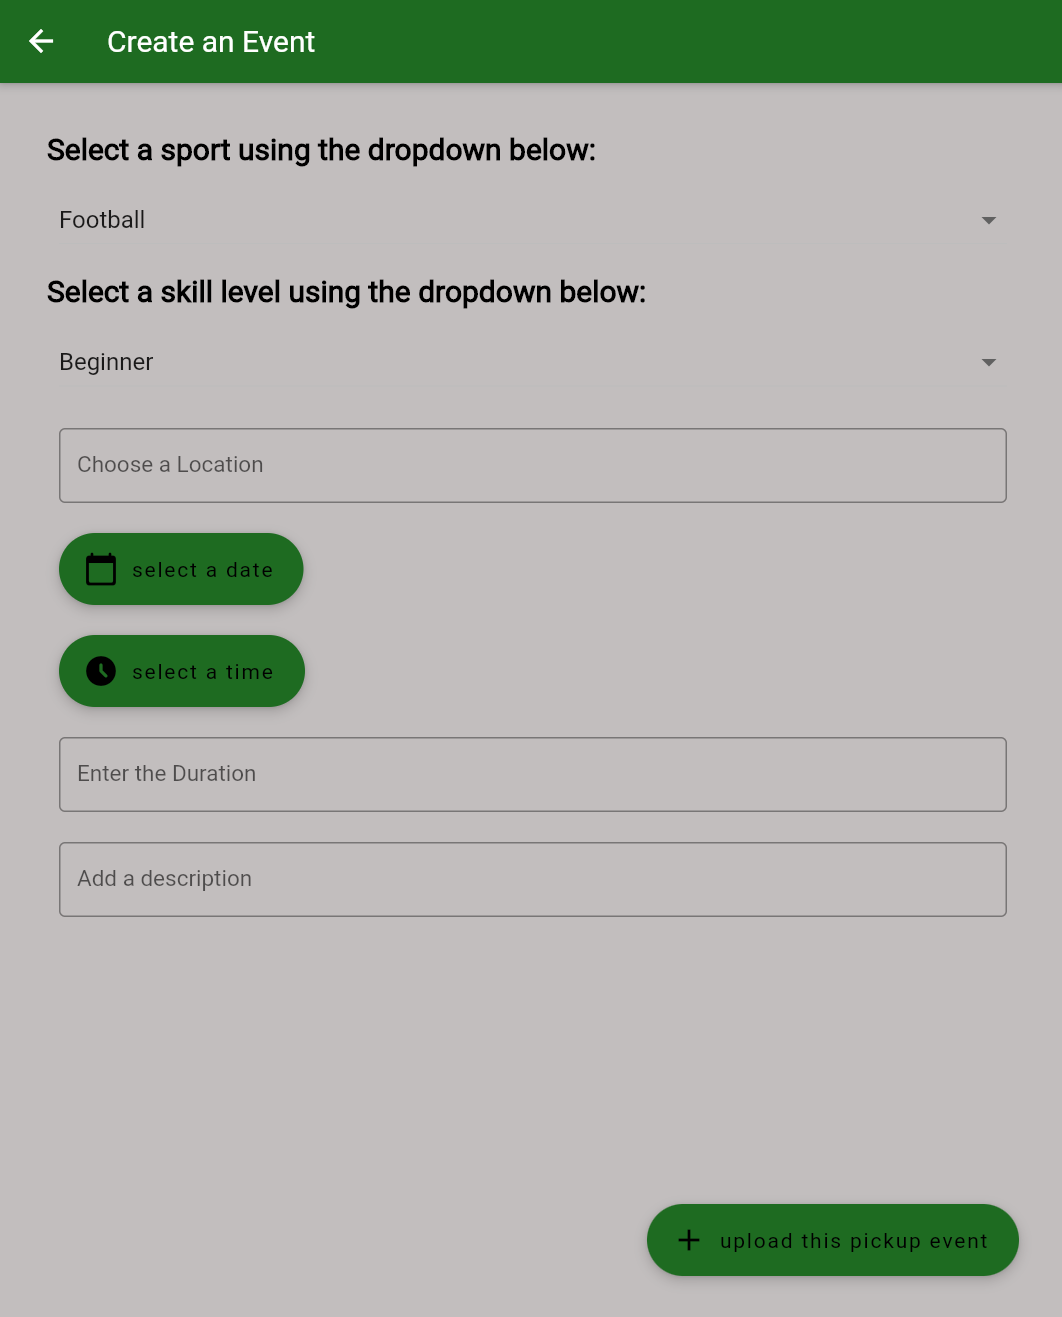 Create an Event
Select a sport using the dropdown below:
Football
Select a skill level using the dropdown below:
Beginner
Choose a Location
select a date
select a time
Enter the Duration
Add a description
upload this pickup event